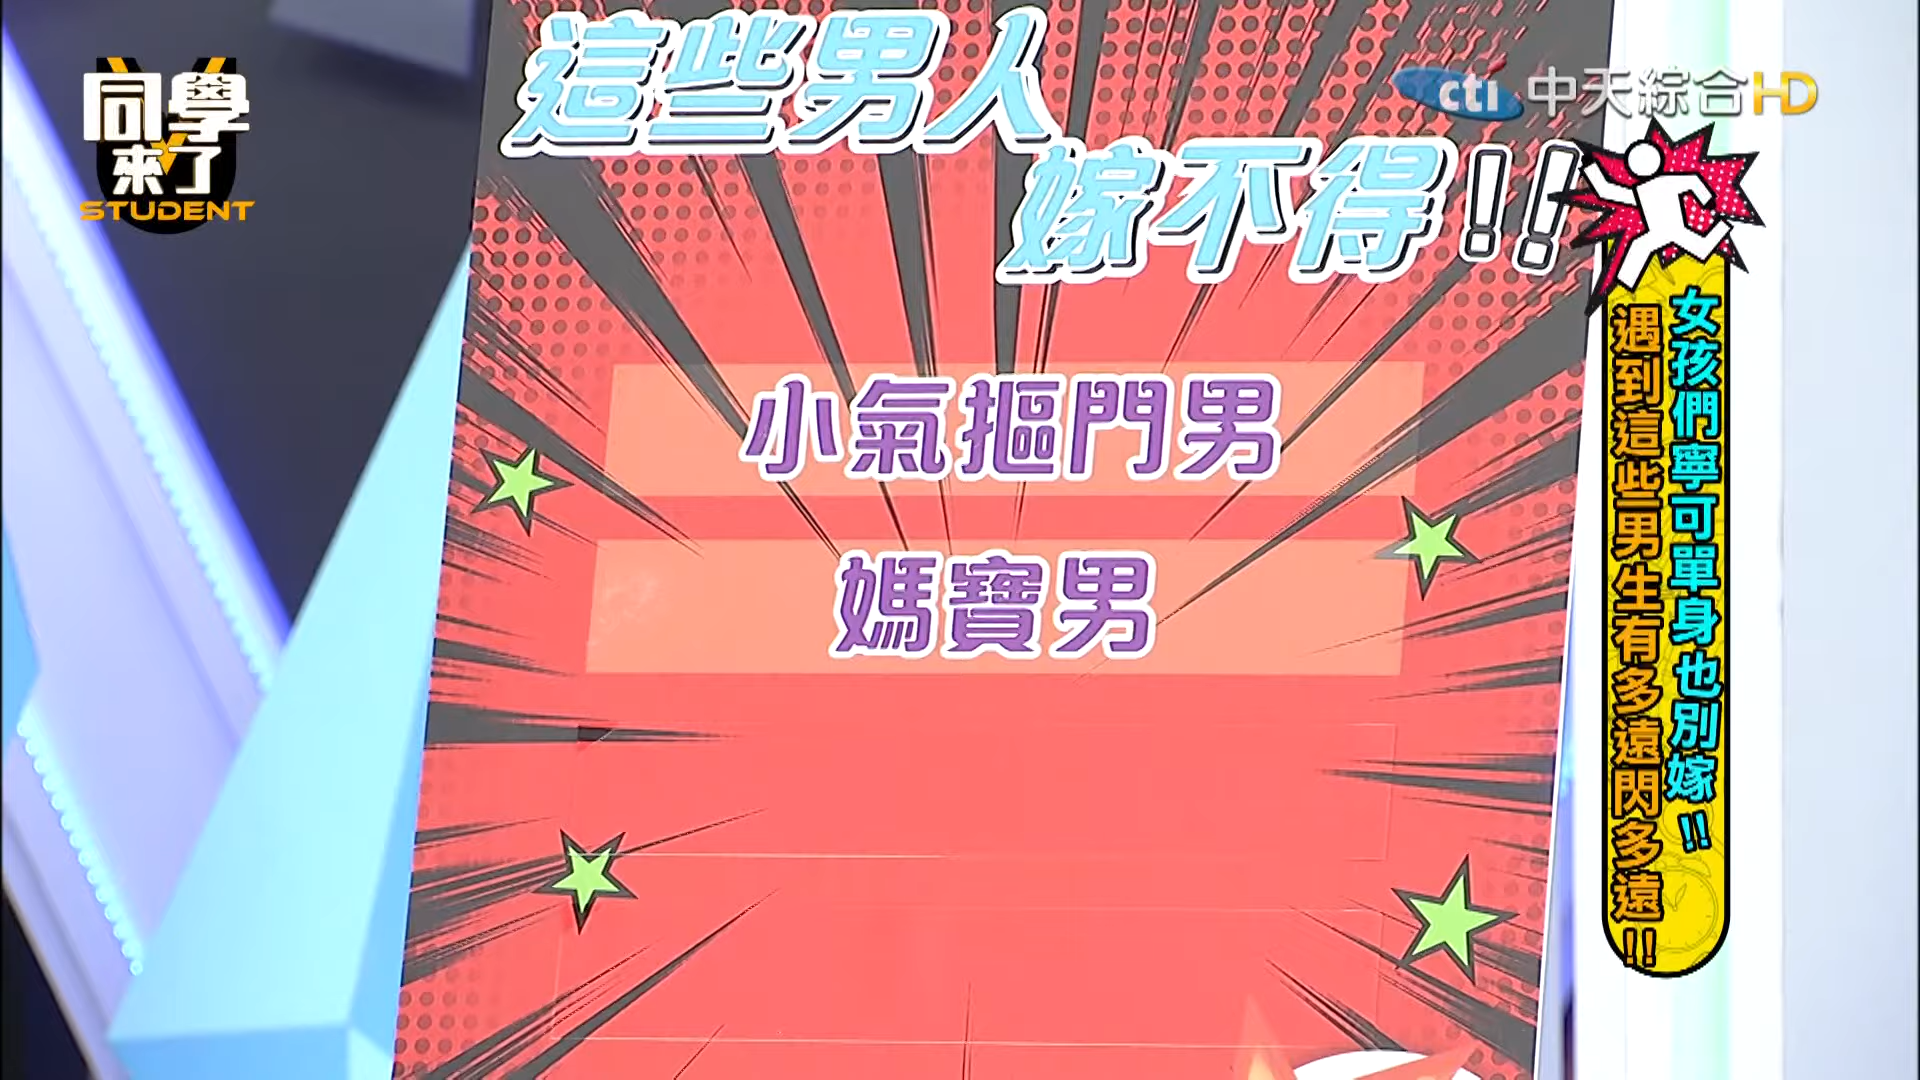 同學
來了
STUDENT
這些男人
嫁不得!!
cti 中天綜合HD
小氣摳門男
媽寶男
女孩們寧可單身也別嫁!!
遇到這些男生有多遠閃多遠!!